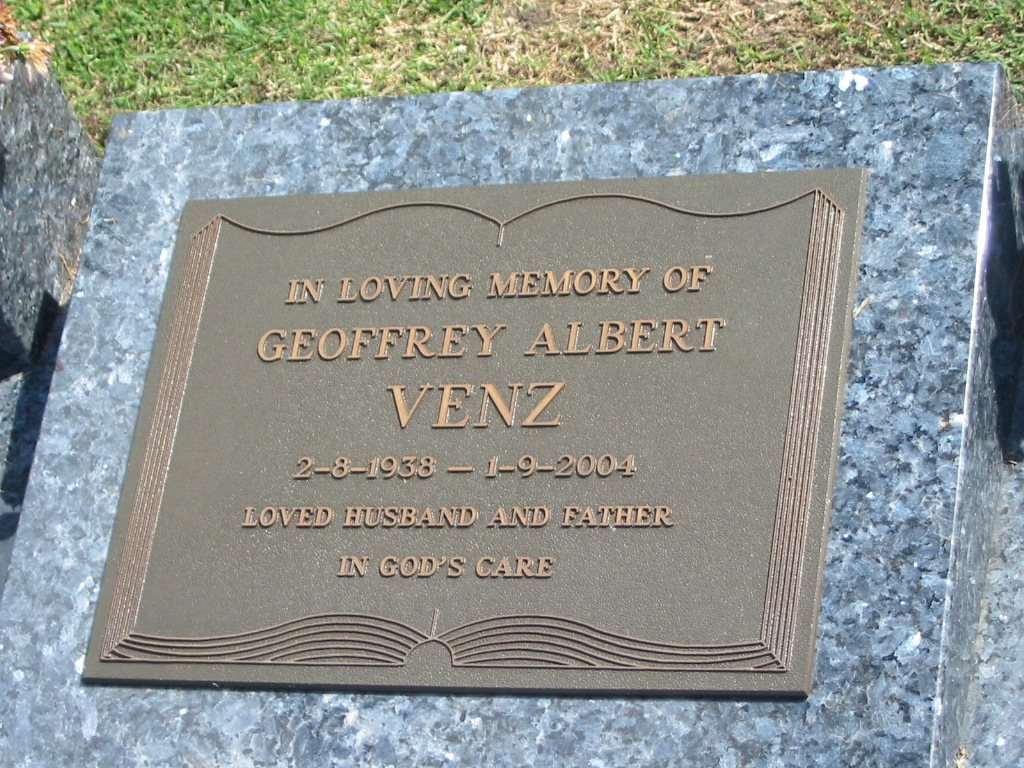 IN LOVING MEMORY OF
GEOFFREY ALBERT
VENZ
2-8-1938 — 1-9-2004
LOVED HUSBAND AND FATHER
IN GOD'S CARE